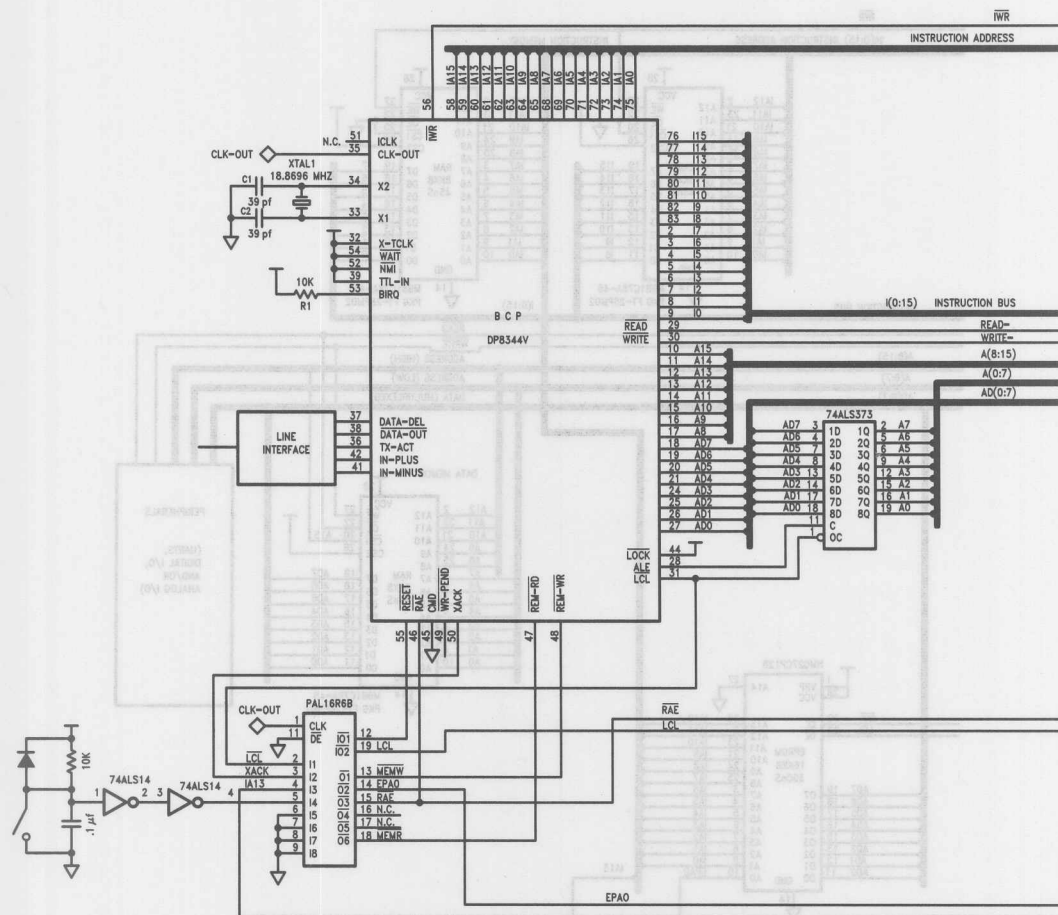 IWR
INSTRUCTION ADDRESS
IA15 IA14 IA13 IA12 IA11 IA10 IA9 IA8 IA7 IA6 IA5 IA4 IA3 IA2 IA1 IA0
56 58 59 60 61 62 63 64 65 68 69 70 71 72 73 74 75
IWR
N.C. 51 ICLK
CLK-OUT 35 CLK-OUT
XTAL1
18.8696 MHZ
C1
39 pf
34 X2
C2
39 pf
33 X1
32 X-TCLK
54 WAIT
52 NMI
39 TTL-IN
10K
R1
53 BIRQ
BCP
DP8344V
76 I15
77 I14
78 I13
79 I12
80 I11
81 I10
82 I9
83 I8
2 I7
3 I6
4 I5
5 I4
6 I3
7 I2
8 I1
9 I0
I(0:15) INSTRUCTION BUS
READ 29 READ-
WRITE 30 WRITE-
10 A15
11 A14
12 A13
13 A12
14 A11
15 A10
16 A9
17 A8
18 AD7
19 AD6
20 AD5
21 AD4
24 AD3
25 AD2
26 AD1
27 AD0
A(8:15)
A(0:7)
AD(0:7)
74ALS373
AD7 3 1D 1Q 2 A7
AD6 4 2D 2Q 5 A6
AD5 7 3D 3Q 6 A5
AD4 8 4D 4Q 9 A4
AD3 13 5D 5Q 12 A3
AD2 14 6D 6Q 15 A2
AD1 17 7D 7Q 16 A1
AD0 18 8D 8Q 19 A0
11 C
1 OC
LOCK 44
ALE 28
LCL 31
LINE
INTERFACE
37 DATA-DEL
38 DATA-OUT
36 TX-ACT
42 IN-PLUS
41 IN-MINUS
RESET RAE CMD WR-PEND XACK REM-RD REM-WR
55 46 45 49 50 47 48
PAL16R6B
CLK-OUT 1 CLK
11 OE
LCL 2 I1
XACK 3 I2
IA13 4 I3
5 I4
6 I5
7 I6
8 I7
9 I8
IO1 12
IO2 19 LCL
O1 13 MEMW
O2 14 EPAO
O3 15 RAE
O4 16 N.C.
O5 17 N.C.
O6 18 MEMR
RAE
LCL
10K
.1 µf
1 74ALS14 2
3 74ALS14 4
EPAO